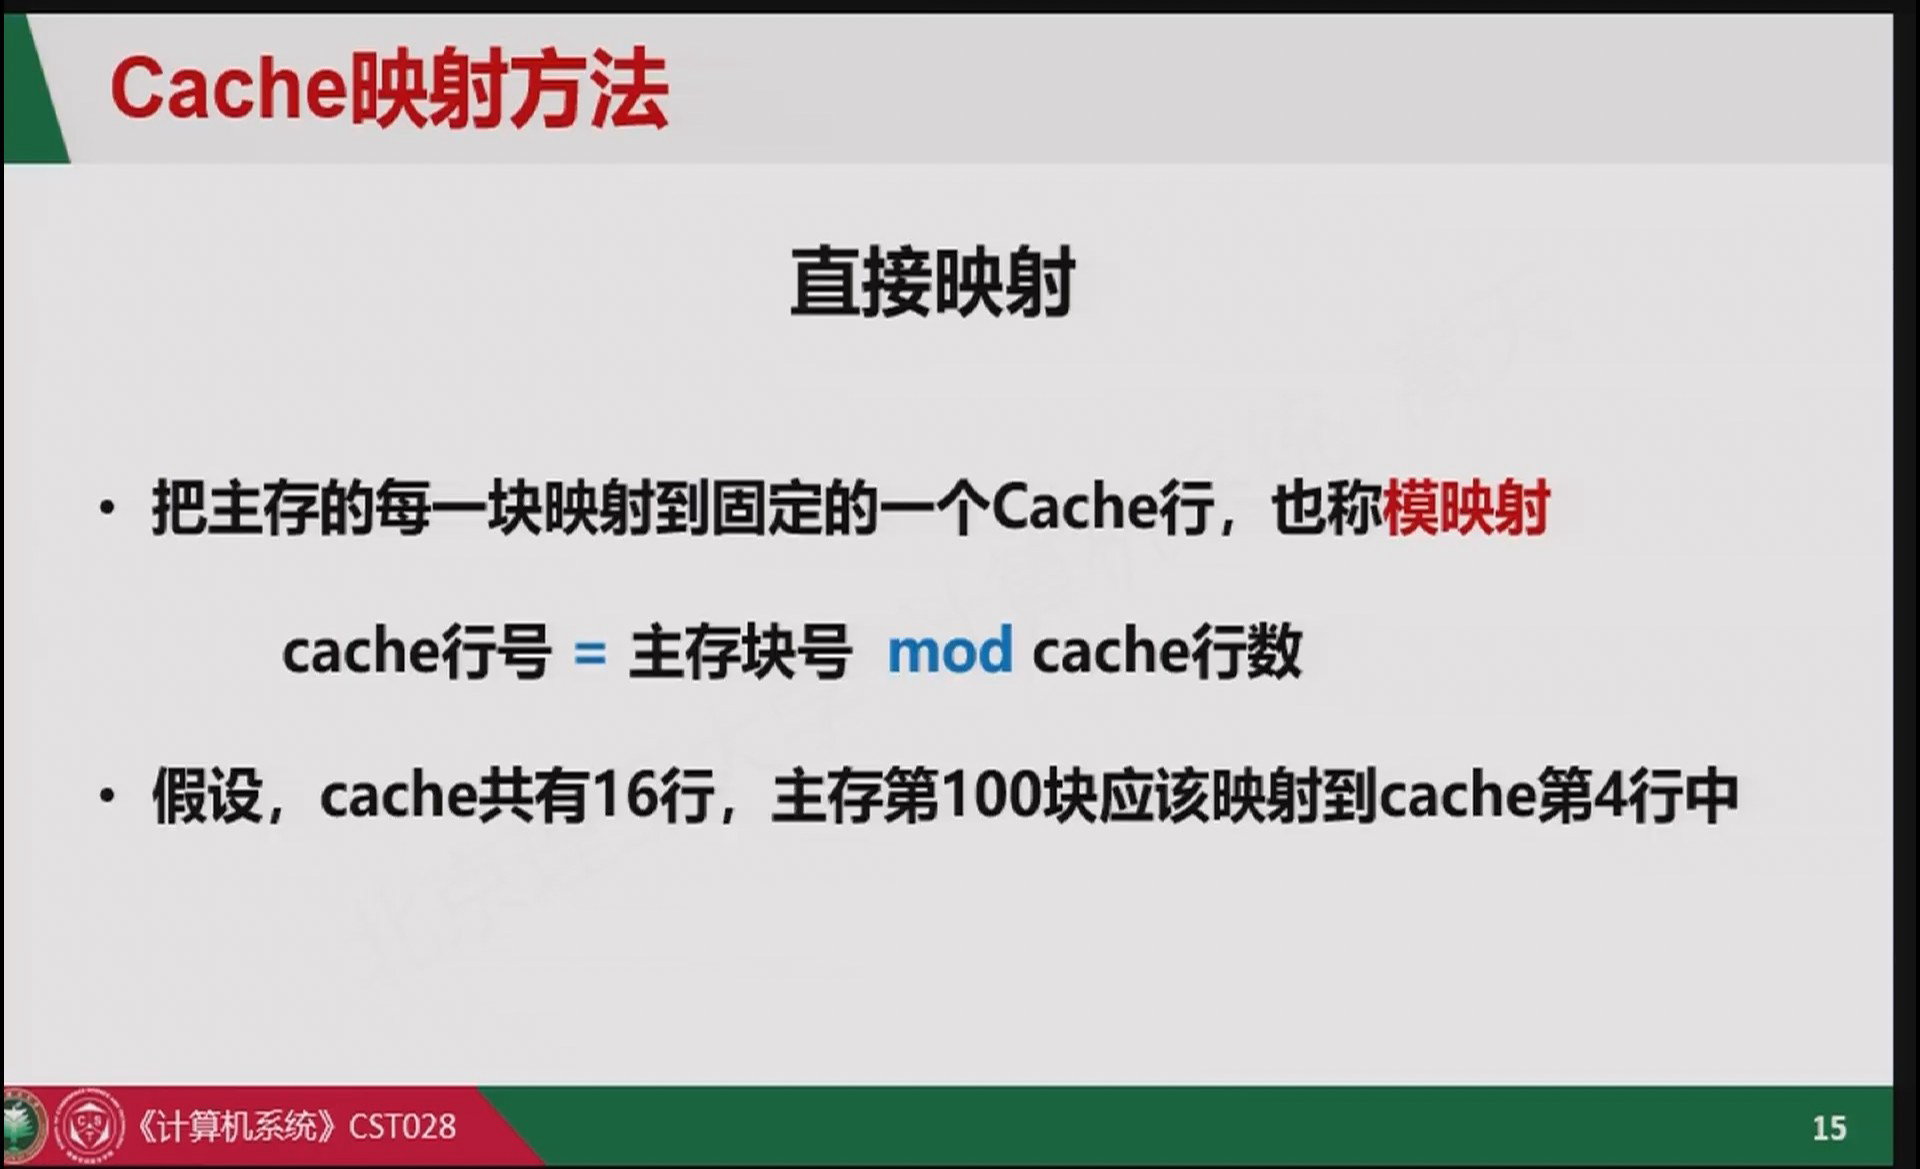 Cache映射方法
直接映射
• 把主存的每一块映射到固定的一个Cache行，也称模映射
cache行号 = 主存块号 mod cache行数
• 假设，cache共有16行，主存第100块应该映射到cache第4行中
《计算机系统》CST028
15